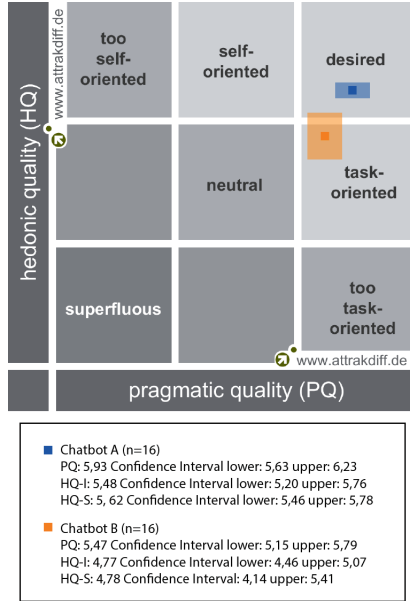 hedonic quality (HQ)
www.attrakdiff.de
too
self-
oriented
self-
oriented
desired
neutral
task-
oriented
superfluous
too
task-
oriented
www.attrakdiff.de
pragmatic quality (PQ)
Chatbot A (n=16)
PQ: 5,93 Confidence Interval lower: 5,63 upper: 6,23
HQ-I: 5,48 Confidence Interval lower: 5,20 upper: 5,76
HQ-S: 5, 62 Confidence Interval lower: 5,46 upper: 5,78
Chatbot B (n=16)
PQ: 5,47 Confidence Interval lower: 5,15 upper: 5,79
HQ-I: 4,77 Confidence Interval lower: 4,46 upper: 5,07
HQ-S: 4,78 Confidence Interval: 4,14 upper: 5,41